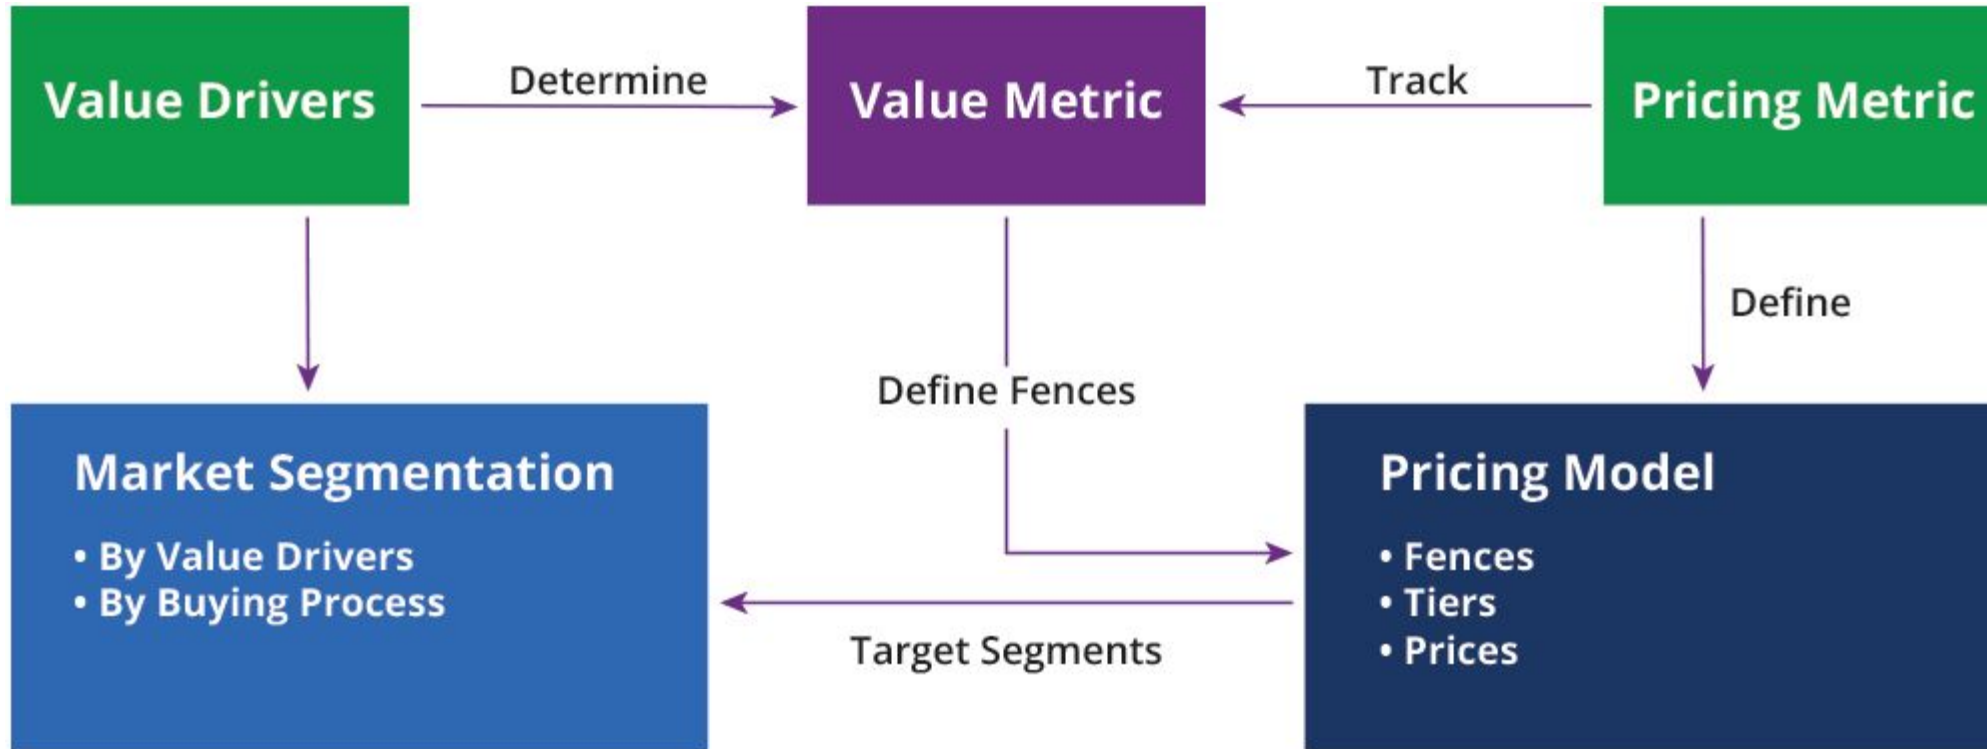 Value Drivers
Determine
Value Metric
Track
Pricing Metric
Define
Define Fences
Market Segmentation
• By Value Drivers
• By Buying Process
Pricing Model
• Fences
• Tiers
• Prices
Target Segments